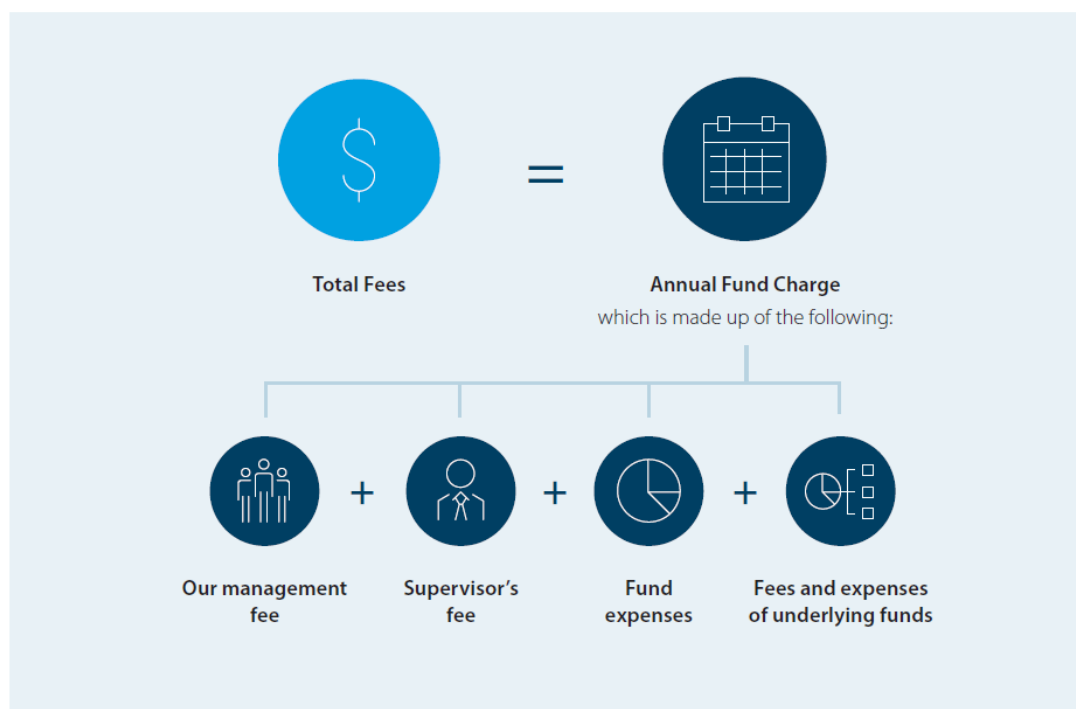 $
=
Total Fees
Annual Fund Charge
which is made up of the following:
+
+
+
Our management
fee
Supervisor's
fee
Fund
expenses
Fees and expenses
of underlying funds